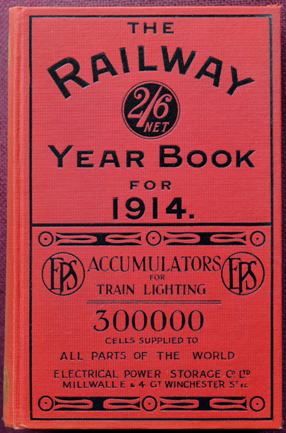 THE
RAILWAY
2/6
NET
YEAR BOOK
FOR
1914.
EPS ACCUMULATORS EPS
FOR
TRAIN LIGHTING
300000
CELLS SUPPLIED TO
ALL PARTS OF THE WORLD
ELECTRICAL POWER STORAGE CO LTD
MILLWALL E & 4 GT WINCHESTER ST EC